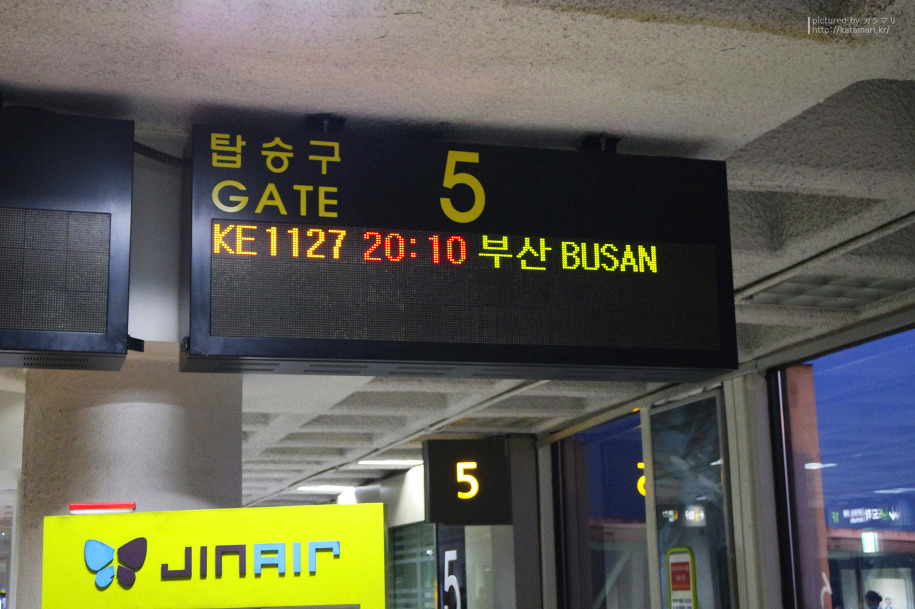 pictured by カタマリ
http://katamari.kr/
탑승구
GATE
5
KE1127 20:10 부산 BUSAN
5
JINAIR
5